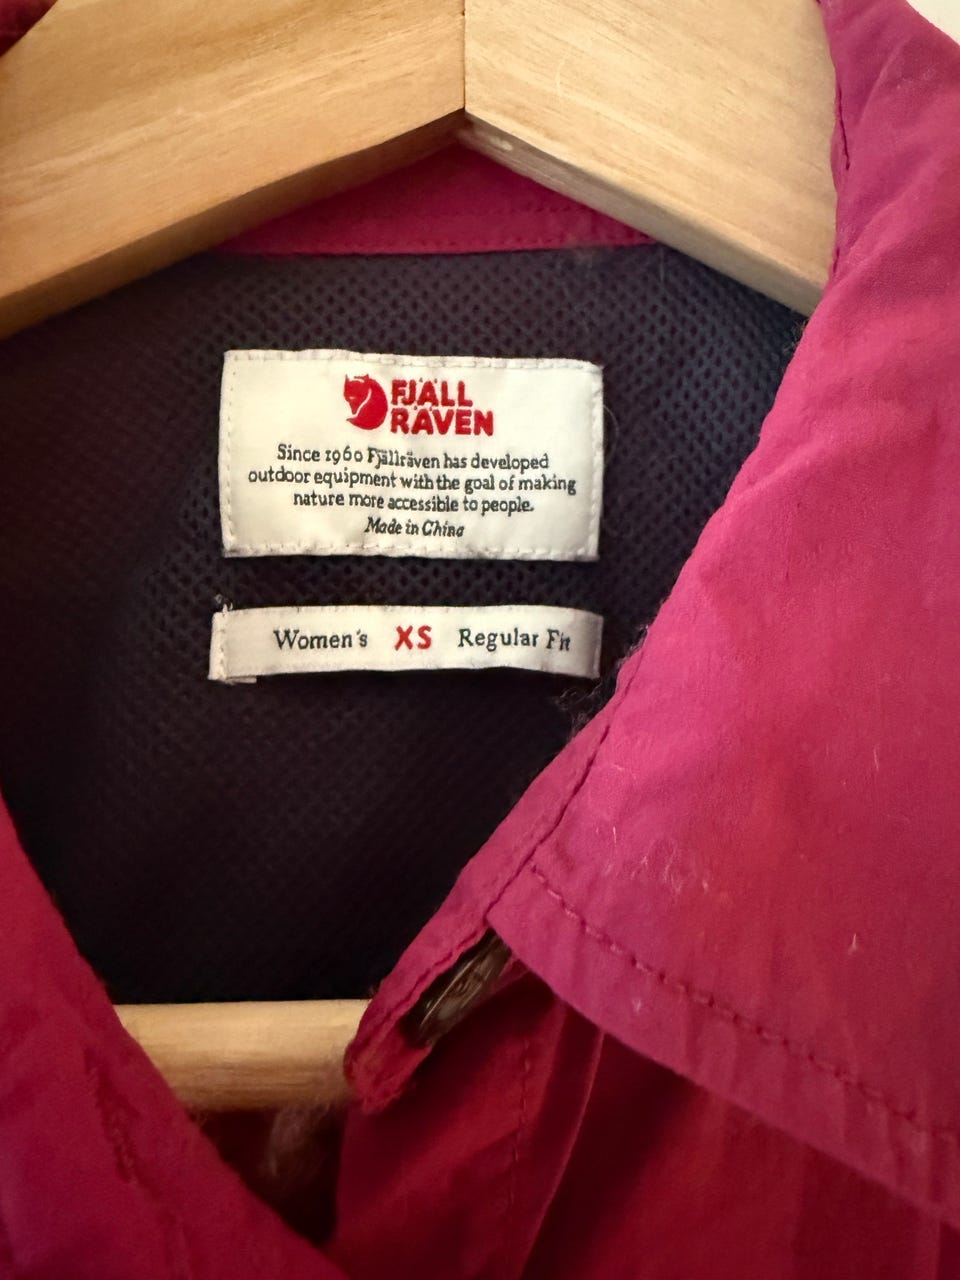 FJÄLL
RÄVEN
Since 1960 Fjällräven has developed
outdoor equipment with the goal of making
nature more accessible to people.
Made in China
Women's XS Regular Fit